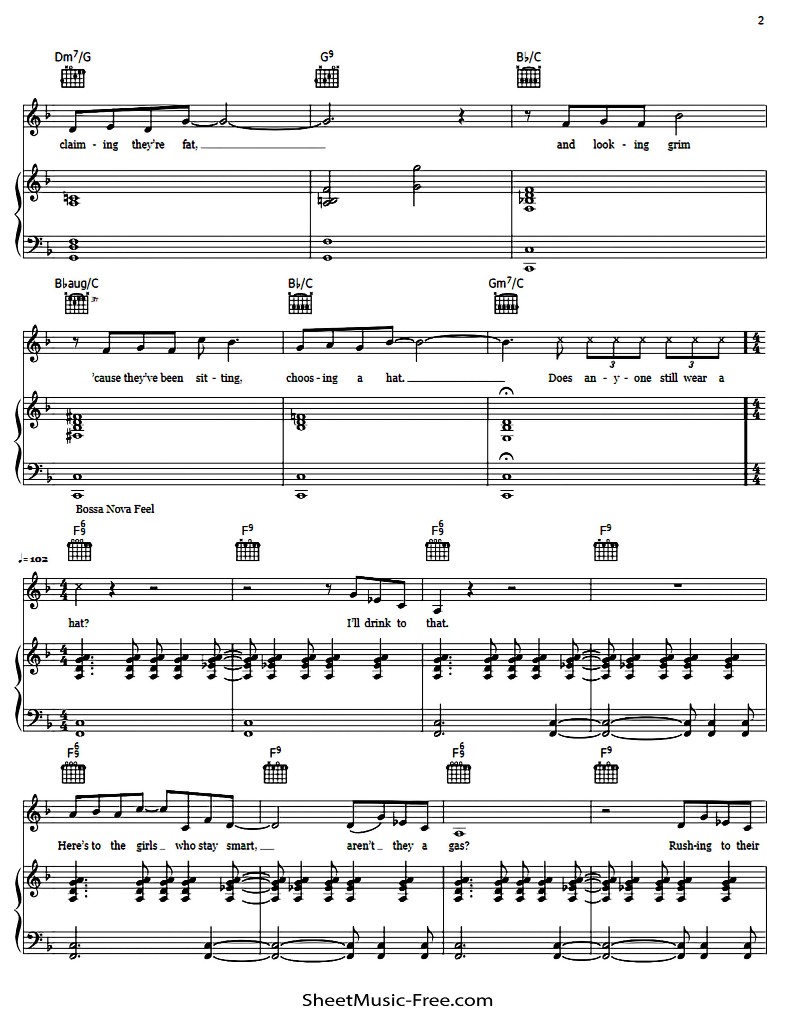 2
Dm7/G G9 B♭/C
claim - ing they're fat, and look - ing grim
B♭aug/C B♭/C Gm7/C
3fr
3 3
'cause they've been sit - ting, choos - ing a hat. Does an - y - one still wear a
Bossa Nova Feel
F6/9 F9 F6/9 F9
♩=102
hat? I'll drink to that.
F6/9 F9 F6/9 F9
Here's to the girls who stay smart, aren't they a gas? Rush-ing to their
SheetMusic-Free.com